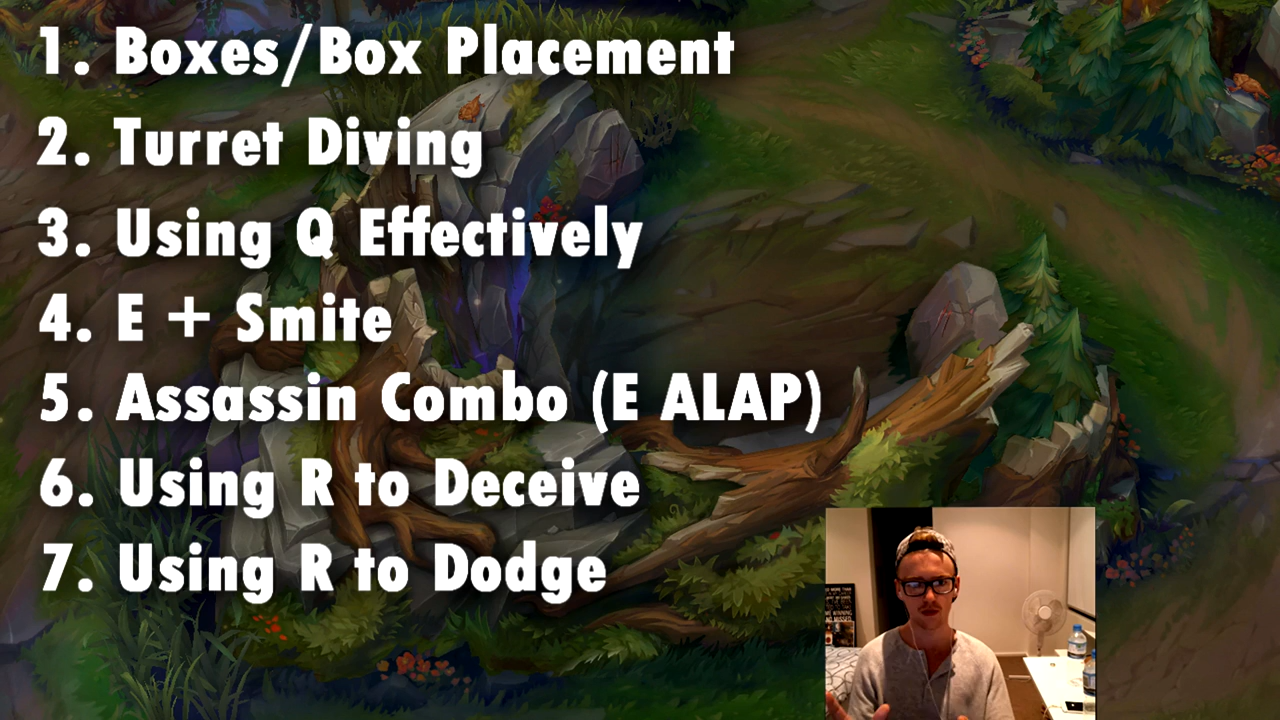 1. Boxes/Box Placement
2. Turret Diving
3. Using Q Effectively
4. E + Smite
5. Assassin Combo (E ALAP)
6. Using R to Deceive
7. Using R to Dodge